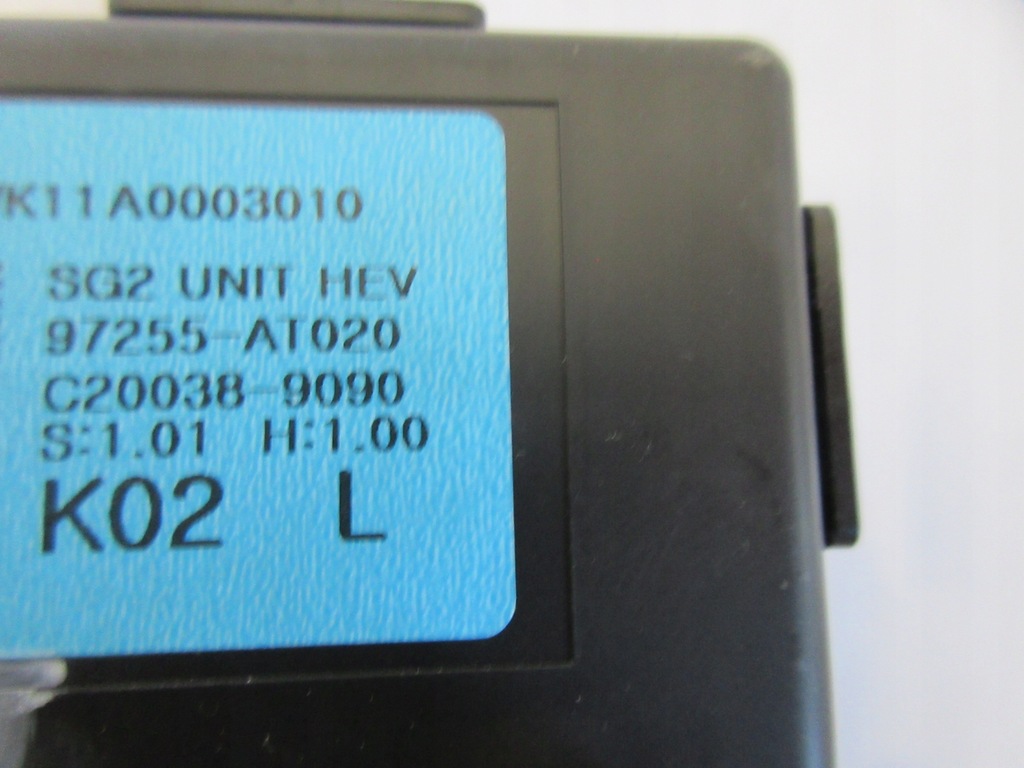 K11A0003010
SG2 UNIT HEV
97255-AT020
C20038-9090
S:1.01 H:1.00
K02 L